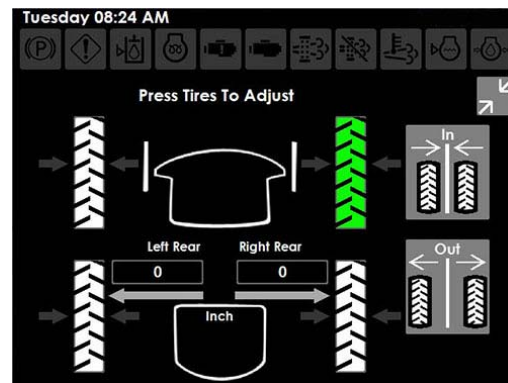 Tuesday 08:24 AM
(P)
Press Tires To Adjust
In
Left Rear
Right Rear
Out
0
0
Inch